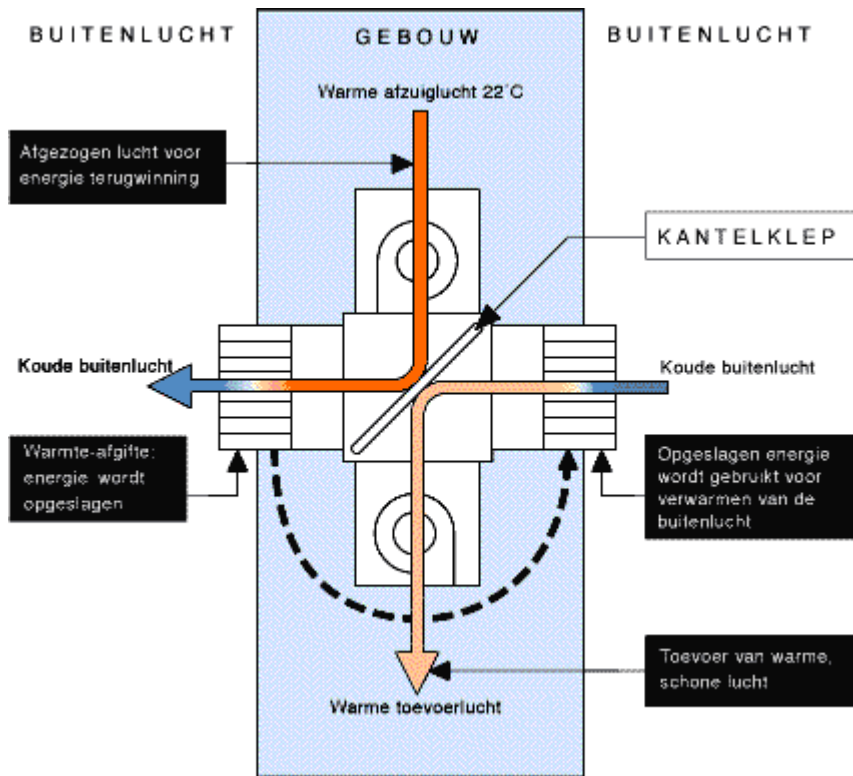 BUITENLUCHT
GEBOUW
BUITENLUCHT
Warme afzuiglucht 22°C
Afgezogen lucht voor
energie terugwinning
KANTELKLEP
Koude buitenlucht
Koude buitenlucht
Warmte-afgifte:
energie wordt
opgeslagen
Opgeslagen energie
wordt gebruikt voor
verwarmen van de
buitenlucht
Toevoer van warme,
schone lucht
Warme toevoerlucht